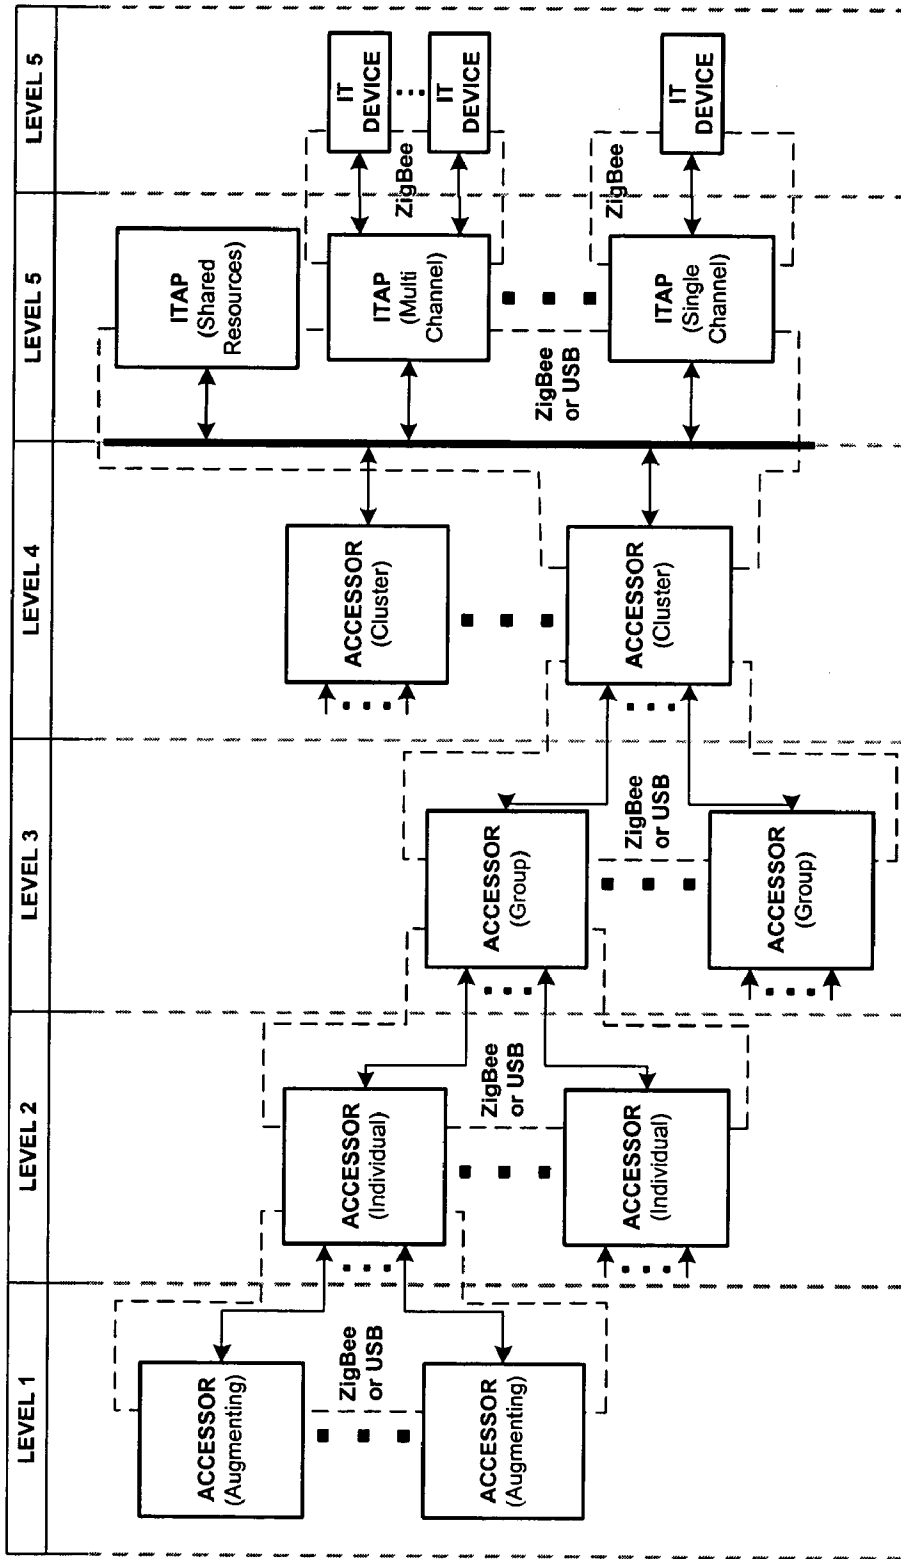 LEVEL 1
LEVEL 2
LEVEL 3
LEVEL 4
LEVEL 5
LEVEL 5
ACCESSOR
(Augmenting)
ACCESSOR
(Augmenting)
ZigBee
or USB
ACCESSOR
(Individual)
ACCESSOR
(Individual)
ZigBee
or USB
ACCESSOR
(Group)
ACCESSOR
(Group)
ZigBee
or USB
ACCESSOR
(Cluster)
ACCESSOR
(Cluster)
ZigBee
or USB
ITAP
(Shared
Resources)
ITAP
(Multi
Channel)
ITAP
(Single
Channel)
ZigBee
ZigBee
IT
DEVICE
IT
DEVICE
IT
DEVICE